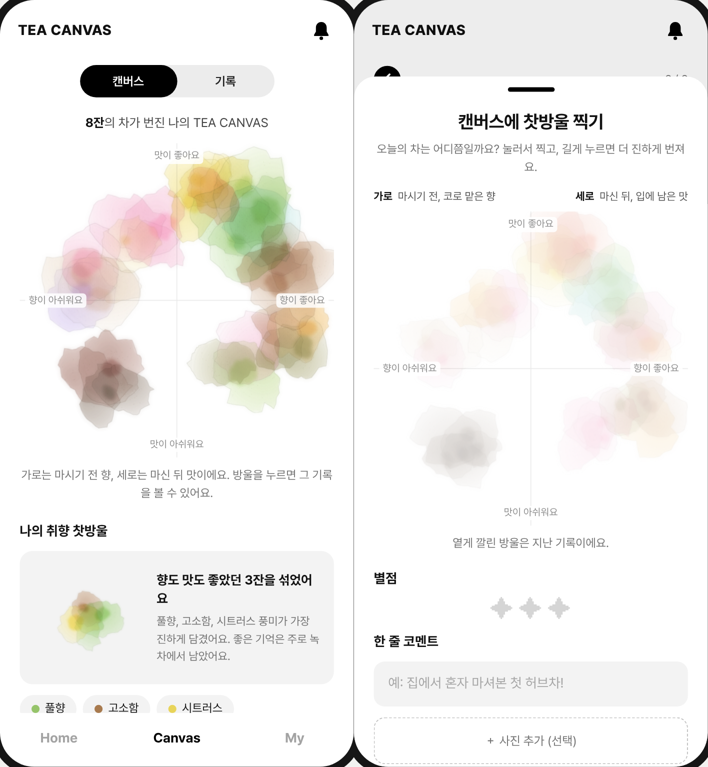 TEA CANVAS
캔버스
기록
8잔의 차가 번진 나의 TEA CANVAS
맛이 좋아요
향이 아쉬워요
향이 좋아요
맛이 아쉬워요
가로는 마시기 전 향, 세로는 마신 뒤 맛이에요. 방울을 누르면 그 기록
을 볼 수 있어요.
나의 취향 찻방울
향도 맛도 좋았던 3잔을 섞었어
요
풀향, 고소함, 시트러스 풍미가 가장
진하게 담겼어요. 좋은 기억은 주로 녹
차에서 남았어요.
풀향
고소함
시트러스
Home
Canvas
My
TEA CANVAS
캔버스에 찻방울 찍기
오늘의 차는 어디쯤일까요? 눌러서 찍고, 길게 누르면 더 진하게 번져
요.
가로 마시기 전, 코로 맡은 향
세로 마신 뒤, 입에 남은 맛
맛이 좋아요
향이 아쉬워요
향이 좋아요
맛이 아쉬워요
옅게 깔린 방울은 지난 기록이에요.
별점
한 줄 코멘트
예: 집에서 혼자 마셔본 첫 허브차!
+ 사진 추가 (선택)